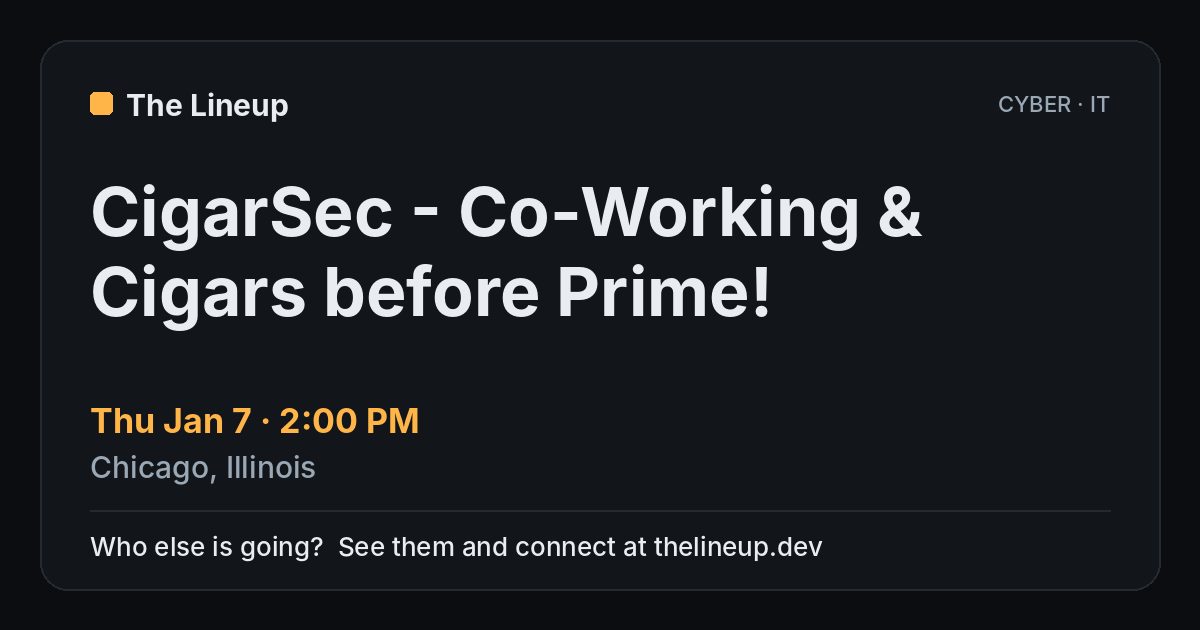 The Lineup
CYBER · IT
CigarSec - Co-Working &
Cigars before Prime!
Thu Jan 7 · 2:00 PM
Chicago, Illinois
Who else is going?  See them and connect at thelineup.dev